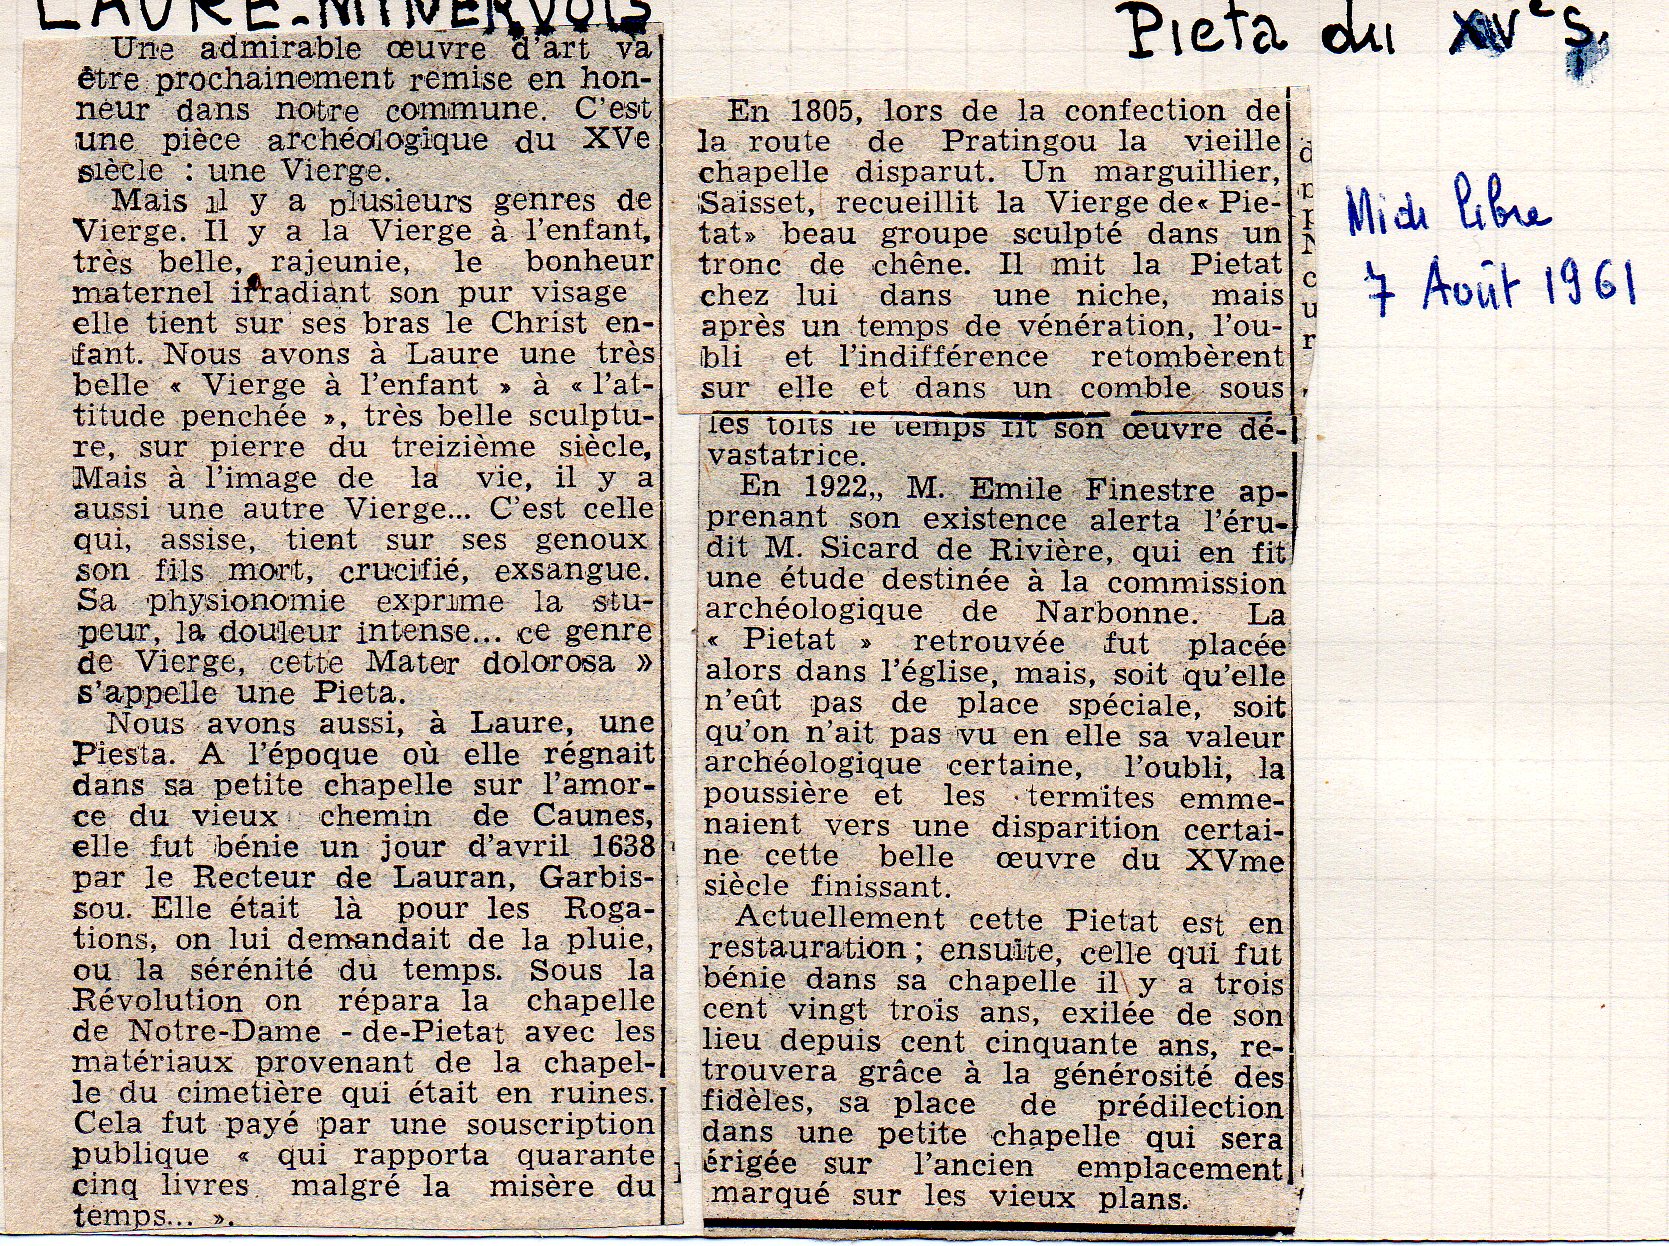 LAURE-MINERVOIS
Pieta du XVe s.
Une admirable œuvre d'art va
être prochainement remise en hon-
neur dans notre commune. C'est
une pièce archéologique du XVe
siècle : une Vierge.
Mais il y a plusieurs genres de
Vierge. Il y a la Vierge à l'enfant,
très belle, rajeunie, le bonheur
maternel irradiant son pur visage
elle tient sur ses bras le Christ en-
fant. Nous avons à Laure une très
belle « Vierge à l'enfant » à « l'at-
titude penchée », très belle sculptu-
re, sur pierre du treizième siècle,
Mais à l'image de la vie, il y a
aussi une autre Vierge... C'est celle
qui, assise, tient sur ses genoux
son fils mort, crucifié, exsangue.
Sa physionomie exprime la stu-
peur, la douleur intense... ce genre
de Vierge, cette Mater dolorosa »
s'appelle une Pieta.
Nous avons aussi, à Laure, une
Piesta. A l'époque où elle régnait
dans sa petite chapelle sur l'amor-
ce du vieux chemin de Caunes,
elle fut bénie un jour d'avril 1638
par le Recteur de Lauran, Garbis-
sou. Elle était là pour les Roga-
tions, on lui demandait de la pluie,
ou la sérénité du temps. Sous la
Révolution on répara la chapelle
de Notre-Dame - de-Pietat avec les
matériaux provenant de la chapel-
le du cimetière qui était en ruines.
Cela fut payé par une souscription
publique « qui rapporta quarante
cinq livres malgré la misère du
temps... ».
En 1805, lors de la confection de
la route de Pratingou la vieille
chapelle disparut. Un marguillier,
Saisset, recueillit la Vierge de « Pie-
tat» beau groupe sculpté dans un
tronc de chêne. Il mit la Pietat
chez lui dans une niche, mais
après un temps de vénération, l'ou-
bli et l'indifférence retombèrent
sur elle et dans un comble sous
les toits le temps fit son œuvre dé-
vastatrice.
En 1922,, M. Emile Finestre ap-
prenant son existence alerta l'éru-
dit M. Sicard de Rivière, qui en fit
une étude destinée à la commission
archéologique de Narbonne. La
« Pietat » retrouvée fut placée
alors dans l'église, mais, soit qu'elle
n'eût pas de place spéciale, soit
qu'on n'ait pas vu en elle sa valeur
archéologique certaine, l'oubli, la
poussière et les termites emme-
naient vers une disparition certai-
ne cette belle œuvre du XVme
siècle finissant.
Actuellement cette Pietat est en
restauration ; ensuite, celle qui fut
bénie dans sa chapelle il y a trois
cent vingt trois ans, exilée de son
lieu depuis cent cinquante ans, re-
trouvera grâce à la générosité des
fidèles, sa place de prédilection
dans une petite chapelle qui sera
érigée sur l'ancien emplacement
marqué sur les vieux plans.
Midi libre
7 Août 1961